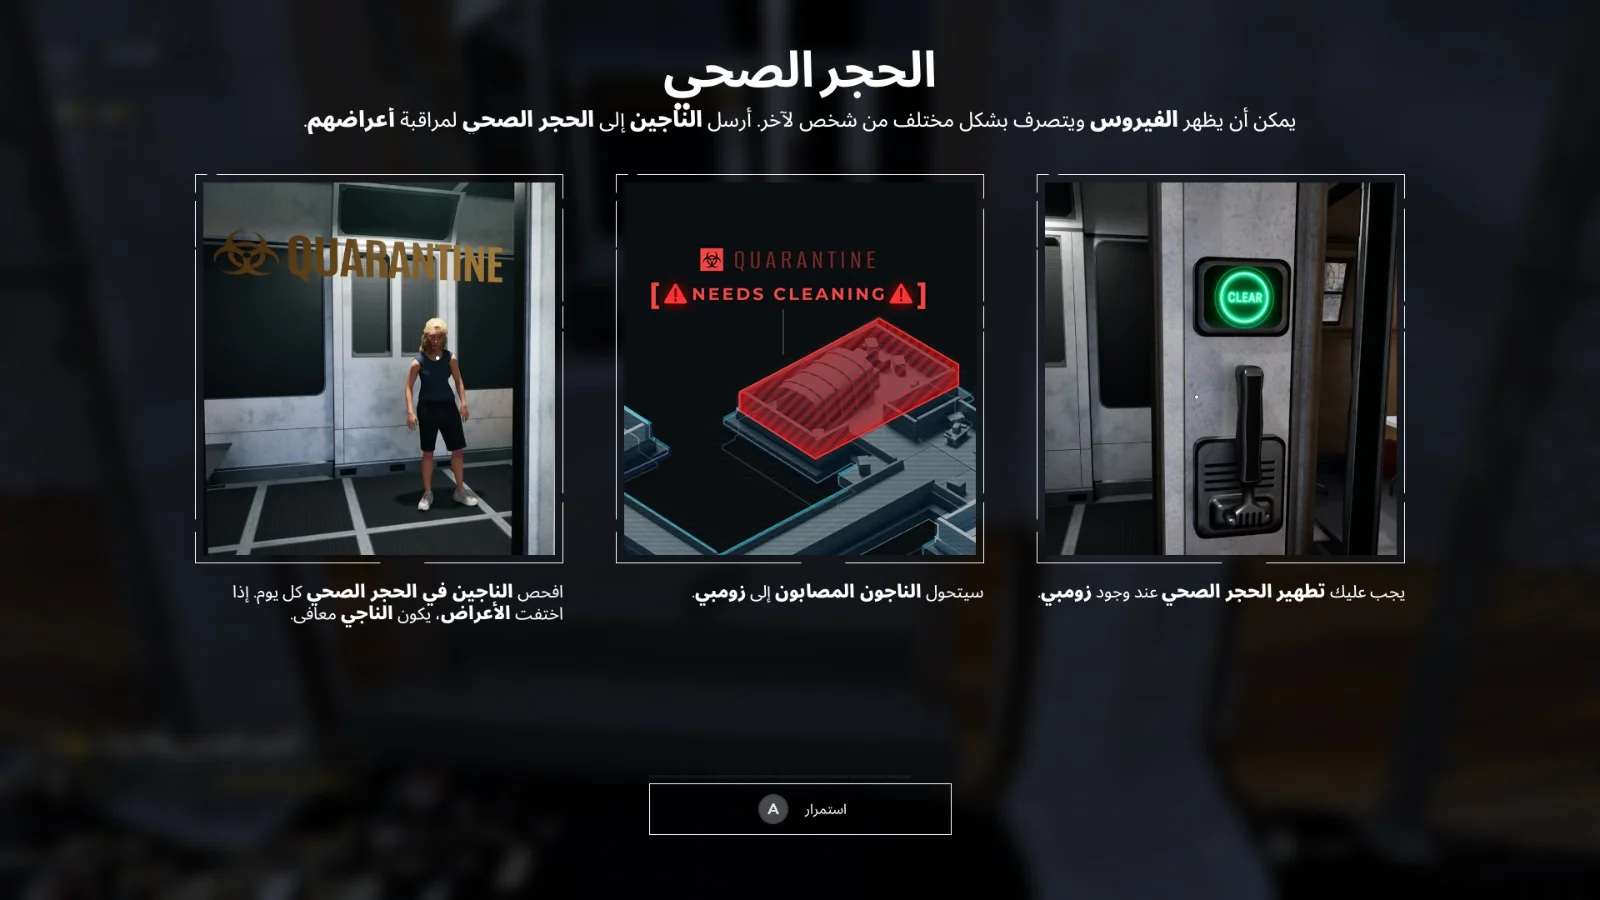 الحجر الصحي
يمكن أن يظهر الفيروس ويتصرف بشكل مختلف من شخص لآخر. أرسل الناجين إلى الحجر الصحي لمراقبة أعراضهم.
QUARANTINE
افحص الناجين في الحجر الصحي كل يوم. إذا
اختفت الأعراض، يكون الناجي معافى.
QUARANTINE
[⚠NEEDS CLEANING⚠]
سيتحول الناجون المصابون إلى زومبي.
CLEAR
يجب عليك تطهير الحجر الصحي عند وجود زومبي.
استمرار A